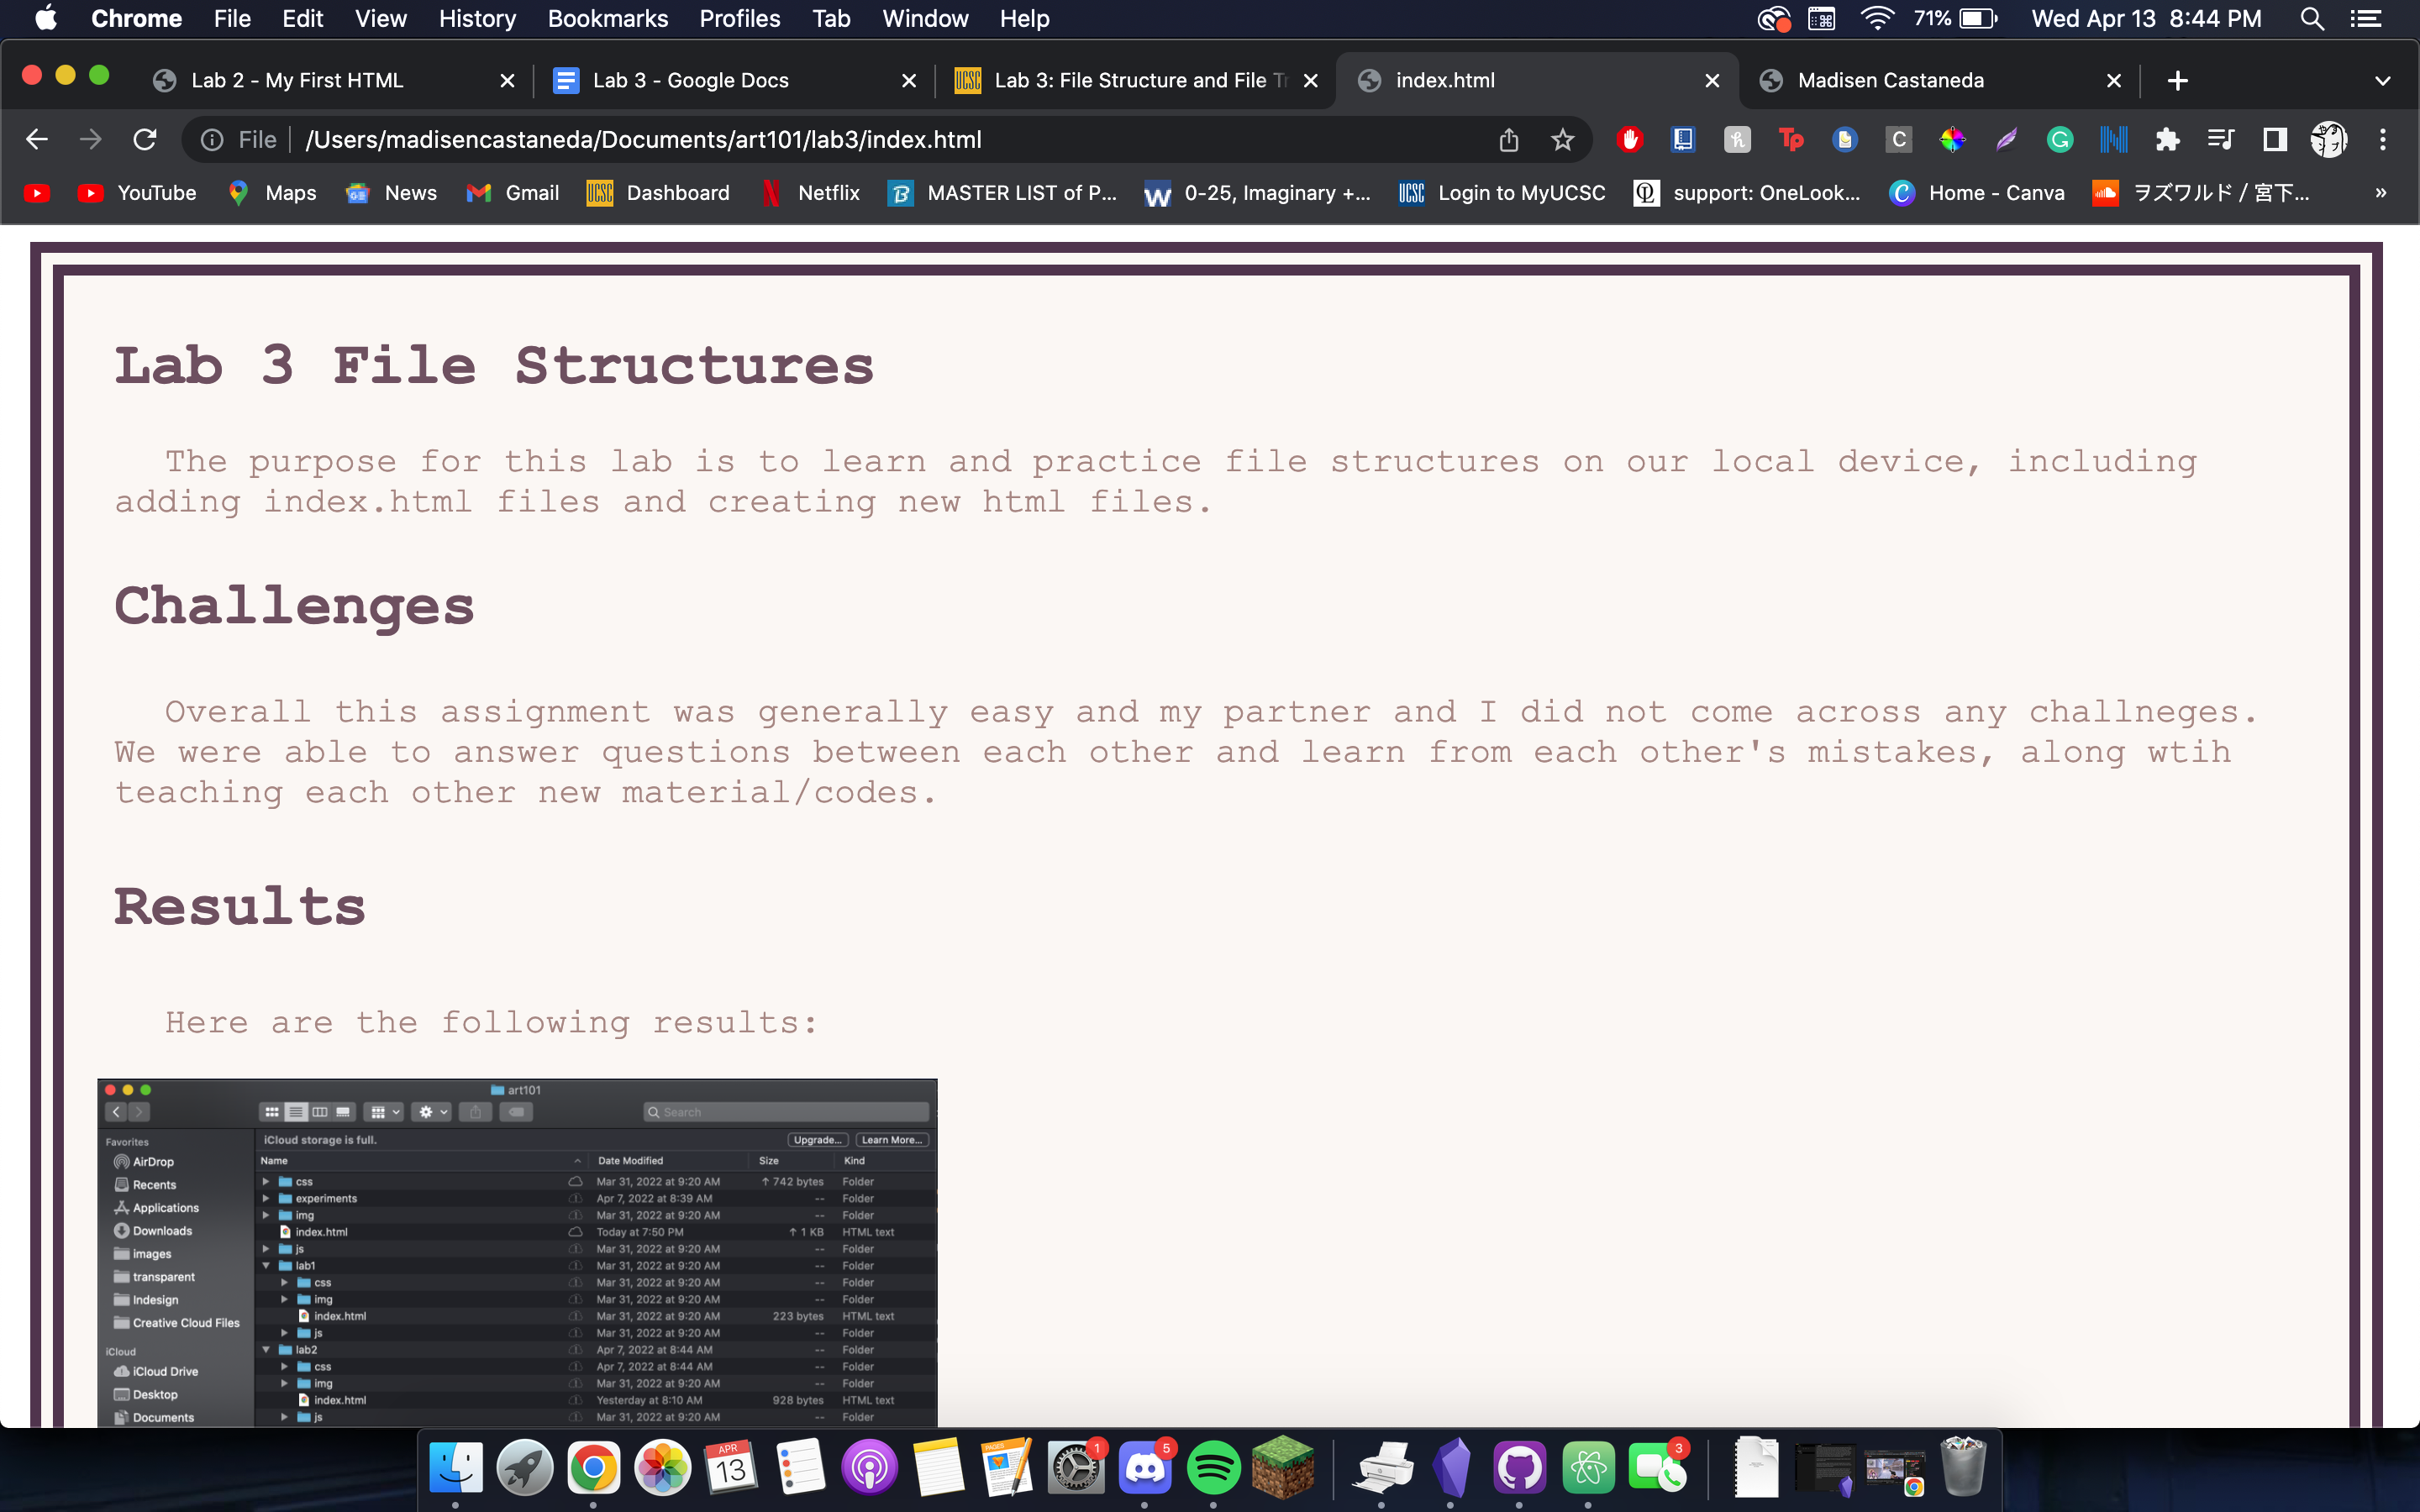 Chrome File Edit View History Bookmarks Profiles Tab Window Help 71% Wed Apr 13 8:44 PM
Lab 2 - My First HTML Lab 3 - Google Docs UCSC Lab 3: File Structure and File Tr index.html Madisen Castaneda
File /Users/madisencastaneda/Documents/art101/lab3/index.html
YouTube Maps News Gmail UCSC Dashboard Netflix MASTER LIST of P... 0-25, Imaginary +... UCSC Login to MyUCSC support: OneLook... Home - Canva ヲズワルド / 宮下... »
Lab 3 File Structures
The purpose for this lab is to learn and practice file structures on our local device, including
adding index.html files and creating new html files.
Challenges
Overall this assignment was generally easy and my partner and I did not come across any challneges.
We were able to answer questions between each other and learn from each other's mistakes, along wtih
teaching each other new material/codes.
Results
Here are the following results:
art101
Search
Favorites
AirDrop
Recents
Applications
Downloads
images
transparent
Indesign
Creative Cloud Files
iCloud
iCloud Drive
Desktop
Documents
iCloud storage is full. Upgrade... Learn More...
Name Date Modified Size Kind
css Mar 31, 2022 at 9:20 AM ↑ 742 bytes Folder
experiments Apr 7, 2022 at 8:39 AM -- Folder
img Mar 31, 2022 at 9:20 AM -- Folder
index.html Today at 7:50 PM ↑ 1 KB HTML text
js Mar 31, 2022 at 9:20 AM -- Folder
lab1 Mar 31, 2022 at 9:20 AM -- Folder
css Mar 31, 2022 at 9:20 AM -- Folder
img Mar 31, 2022 at 9:20 AM -- Folder
index.html Mar 31, 2022 at 9:20 AM 223 bytes HTML text
js Mar 31, 2022 at 9:20 AM -- Folder
lab2 Apr 7, 2022 at 8:44 AM -- Folder
css Apr 7, 2022 at 8:44 AM -- Folder
img Mar 31, 2022 at 9:20 AM -- Folder
index.html Yesterday at 8:10 AM 928 bytes HTML text
js Mar 31, 2022 at 9:20 AM -- Folder
APR
13
PAGES
1
5
3